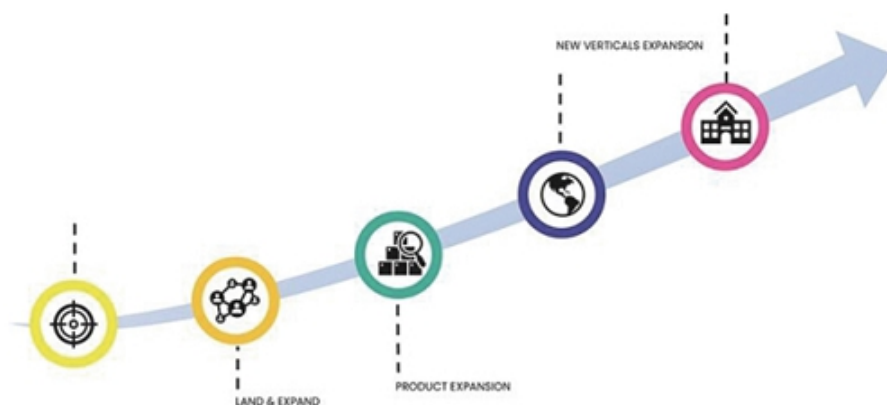 NEW VERTICALS EXPANSION
PRODUCT EXPANSION
LAND & EXPAND